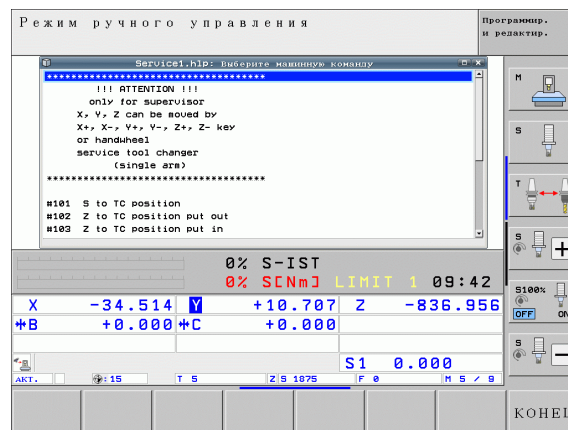 Режим ручного управления
Программир.
и редактир.
Service1.hlp: Выберите машинную команду
*************************************
!!! ATTENTION !!!
only for supervisor
X, Y, Z can be moved by
X+, X-, Y+, Y-, Z+, Z- key
or handwheel
service tool changer
(single arm)
*************************************
#101 S to TC position
#102 Z to TC position put out
#103 Z to TC position put in
M
S
T
S
S100%
OFF ON
S
0% S-IST
0% S[Nm] LIMIT 1 09:42
X -34.514 Y +10.707 Z -836.956
B +0.000 C +0.000
S1 0.000
АКТ. : 15 T 5 Z S 1875 F 0 M 5 / 9
КОНЕЦ